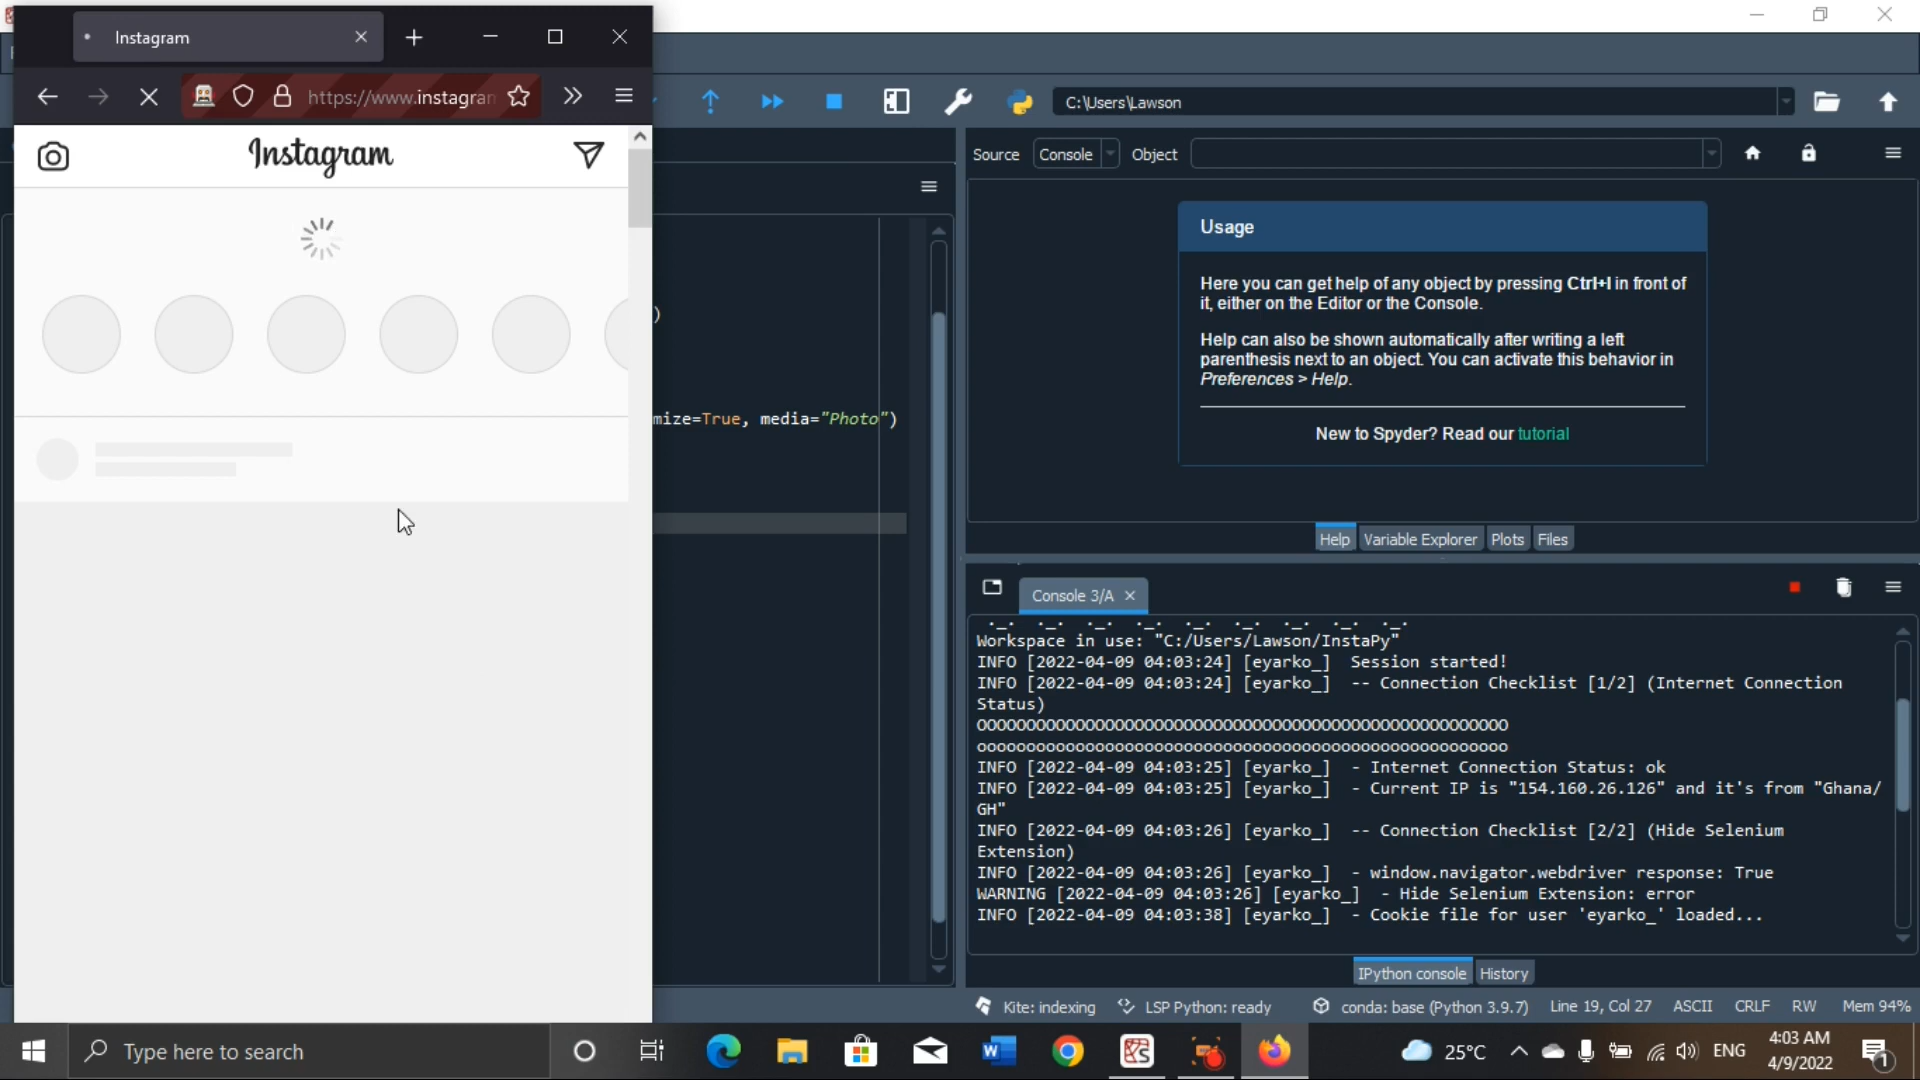 Instagram
https://www.instagran
Instagram
)
mize=True, media="Photo")
C:\Users\Lawson
Source Console Object
Usage
Here you can get help of any object by pressing Ctrl+I in front of
it, either on the Editor or the Console.
Help can also be shown automatically after writing a left
parenthesis next to an object. You can activate this behavior in
Preferences > Help.
New to Spyder? Read our tutorial
Help Variable Explorer Plots Files
Console 3/A
Workspace in use: "C:/Users/Lawson/InstaPy"
INFO [2022-04-09 04:03:24] [eyarko_]  Session started!
INFO [2022-04-09 04:03:24] [eyarko_]  -- Connection Checklist [1/2] (Internet Connection
Status)
oooooooooooooooooooooooooooooooooooooooooooooooooooooo
oooooooooooooooooooooooooooooooooooooooooooooooooooooo
INFO [2022-04-09 04:03:25] [eyarko_]  - Internet Connection Status: ok
INFO [2022-04-09 04:03:25] [eyarko_]  - Current IP is "154.160.26.126" and it's from "Ghana/
GH"
INFO [2022-04-09 04:03:26] [eyarko_]  -- Connection Checklist [2/2] (Hide Selenium
Extension)
INFO [2022-04-09 04:03:26] [eyarko_]  - window.navigator.webdriver response: True
WARNING [2022-04-09 04:03:26] [eyarko_]  - Hide Selenium Extension: error
INFO [2022-04-09 04:03:38] [eyarko_]  - Cookie file for user 'eyarko_' loaded...
IPython console History
Kite: indexing LSP Python: ready conda: base (Python 3.9.7) Line 19, Col 27 ASCII CRLF RW Mem 94%
Type here to search
25°C ENG
4:03 AM
4/9/2022
1